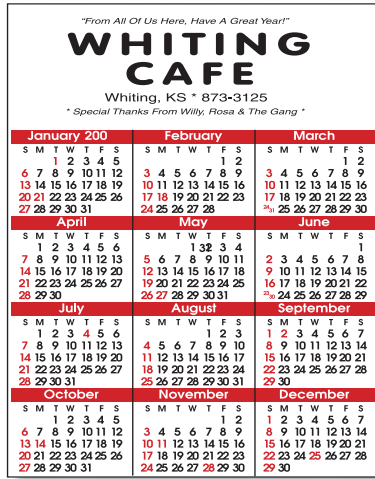 "From All Of Us Here, Have A Great Year!"
WHITING
CAFE
Whiting, KS * 873-3125
* Special Thanks From Willy, Rosa & The Gang *
January 200
S M T W T F S
1 2 3 4 5
6 7 8 9 10 11 12
13 14 15 16 17 18 19
20 21 22 23 24 25 26
27 28 29 30 31
February
S M T W T F S
1 2
3 4 5 6 7 8 9
10 11 12 13 14 15 16
17 18 19 20 21 22 23
24 25 26 27 28
March
S M T W T F S
1 2
3 4 5 6 7 8 9
10 11 12 13 14 15 16
17 18 19 20 21 22 23
24/31 25 26 27 28 29 30
April
S M T W T F S
1 2 3 4 5 6
7 8 9 10 11 12 13
14 15 16 17 18 19 20
21 22 23 24 25 26 27
28 29 30
May
S M T W T F S
1
5 6 7 8 9 10 11
12 13 14 15 16 17 18
19 20 21 22 23 24 25
26 27 28 29 30 31
June
S M T W T F S
1
2 3 4 5 6 7 8
9 10 11 12 13 14 15
16 17 18 19 20 21 22
23/30 24 25 26 27 28 29
July
S M T W T F S
1 2 3 4 5 6
7 8 9 10 11 12 13
14 15 16 17 18 19 20
21 22 23 24 25 26 27
28 29 30 31
August
S M T W T F S
1 2 3
4 5 6 7 8 9 10
11 12 13 14 15 16 17
18 19 20 21 22 23 24
25 26 27 28 29 30 31
September
S M T W T F S
1 2 3 4 5 6 7
8 9 10 11 12 13 14
15 16 17 18 19 20 21
22 23 24 25 26 27 28
29 30
October
S M T W T F S
1 2 3 4 5
6 7 8 9 10 11 12
13 14 15 16 17 18 19
20 21 22 23 24 25 26
27 28 29 30 31
November
S M T W T F S
1 2
3 4 5 6 7 8 9
10 11 12 13 14 15 16
17 18 19 20 21 22 23
24 25 26 27 28 29 30
December
S M T W T F S
1 2 3 4 5 6 7
8 9 10 11 12 13 14
15 16 17 18 19 20 21
22 23 24 25 26 27 28
29 30